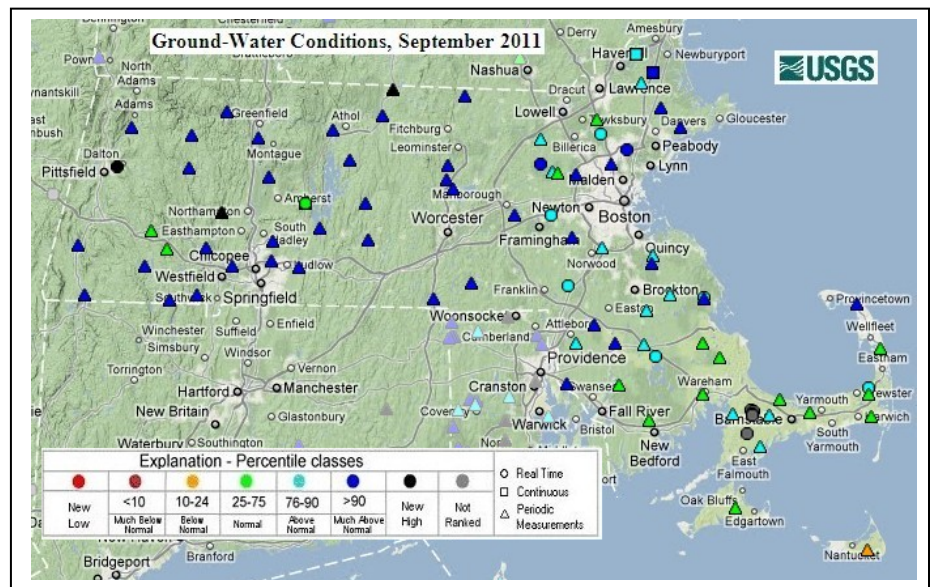 Ground-Water Conditions, September 2011
USGS
Chesterfield
Derry
Amesbury
Haverhill
Newburyport
Nashua
Pownal
North
Adams
Adams
Greenfield
Athol
Fitchburg
Leominster
Lowell
Dracut
Lawrence
Tewksbury
Billerica
Danvers
Gloucester
Peabody
Lynn
Malden
Dalton
Pittsfield
Montague
Amherst
Northampton
Easthampton
South
Hadley
Worcester
Marlborough
Newton
Boston
Framingham
Quincy
Norwood
Chicopee
Ludlow
Westfield
Southwick
Springfield
Franklin
Brockton
Easton
Provincetown
Wellfleet
Eastham
Winchester
Simsbury
Suffield
Enfield
Woonsocket
Cumberland
Attleboro
Windsor
Vernon
Torrington
Providence
Hartford
Manchester
Cranston
Swansea
Wareham
Yarmouth
Brewster
Harwich
New Britain
Glastonbury
Coventry
Warwick
Fall River
Barnstable
South
Yarmouth
Waterbury
Southington
Bristol
New
Bedford
East
Falmouth
Oak Bluffs
Edgartown
Nantucket
Bridgeport
Branford
Explanation - Percentile classes
<10 10-24 25-75 76-90 >90
New Low
Much Below Normal
Below Normal
Normal
Above Normal
Much Above Normal
New High
Not Ranked
Real Time
Continuous
Periodic
Measurements